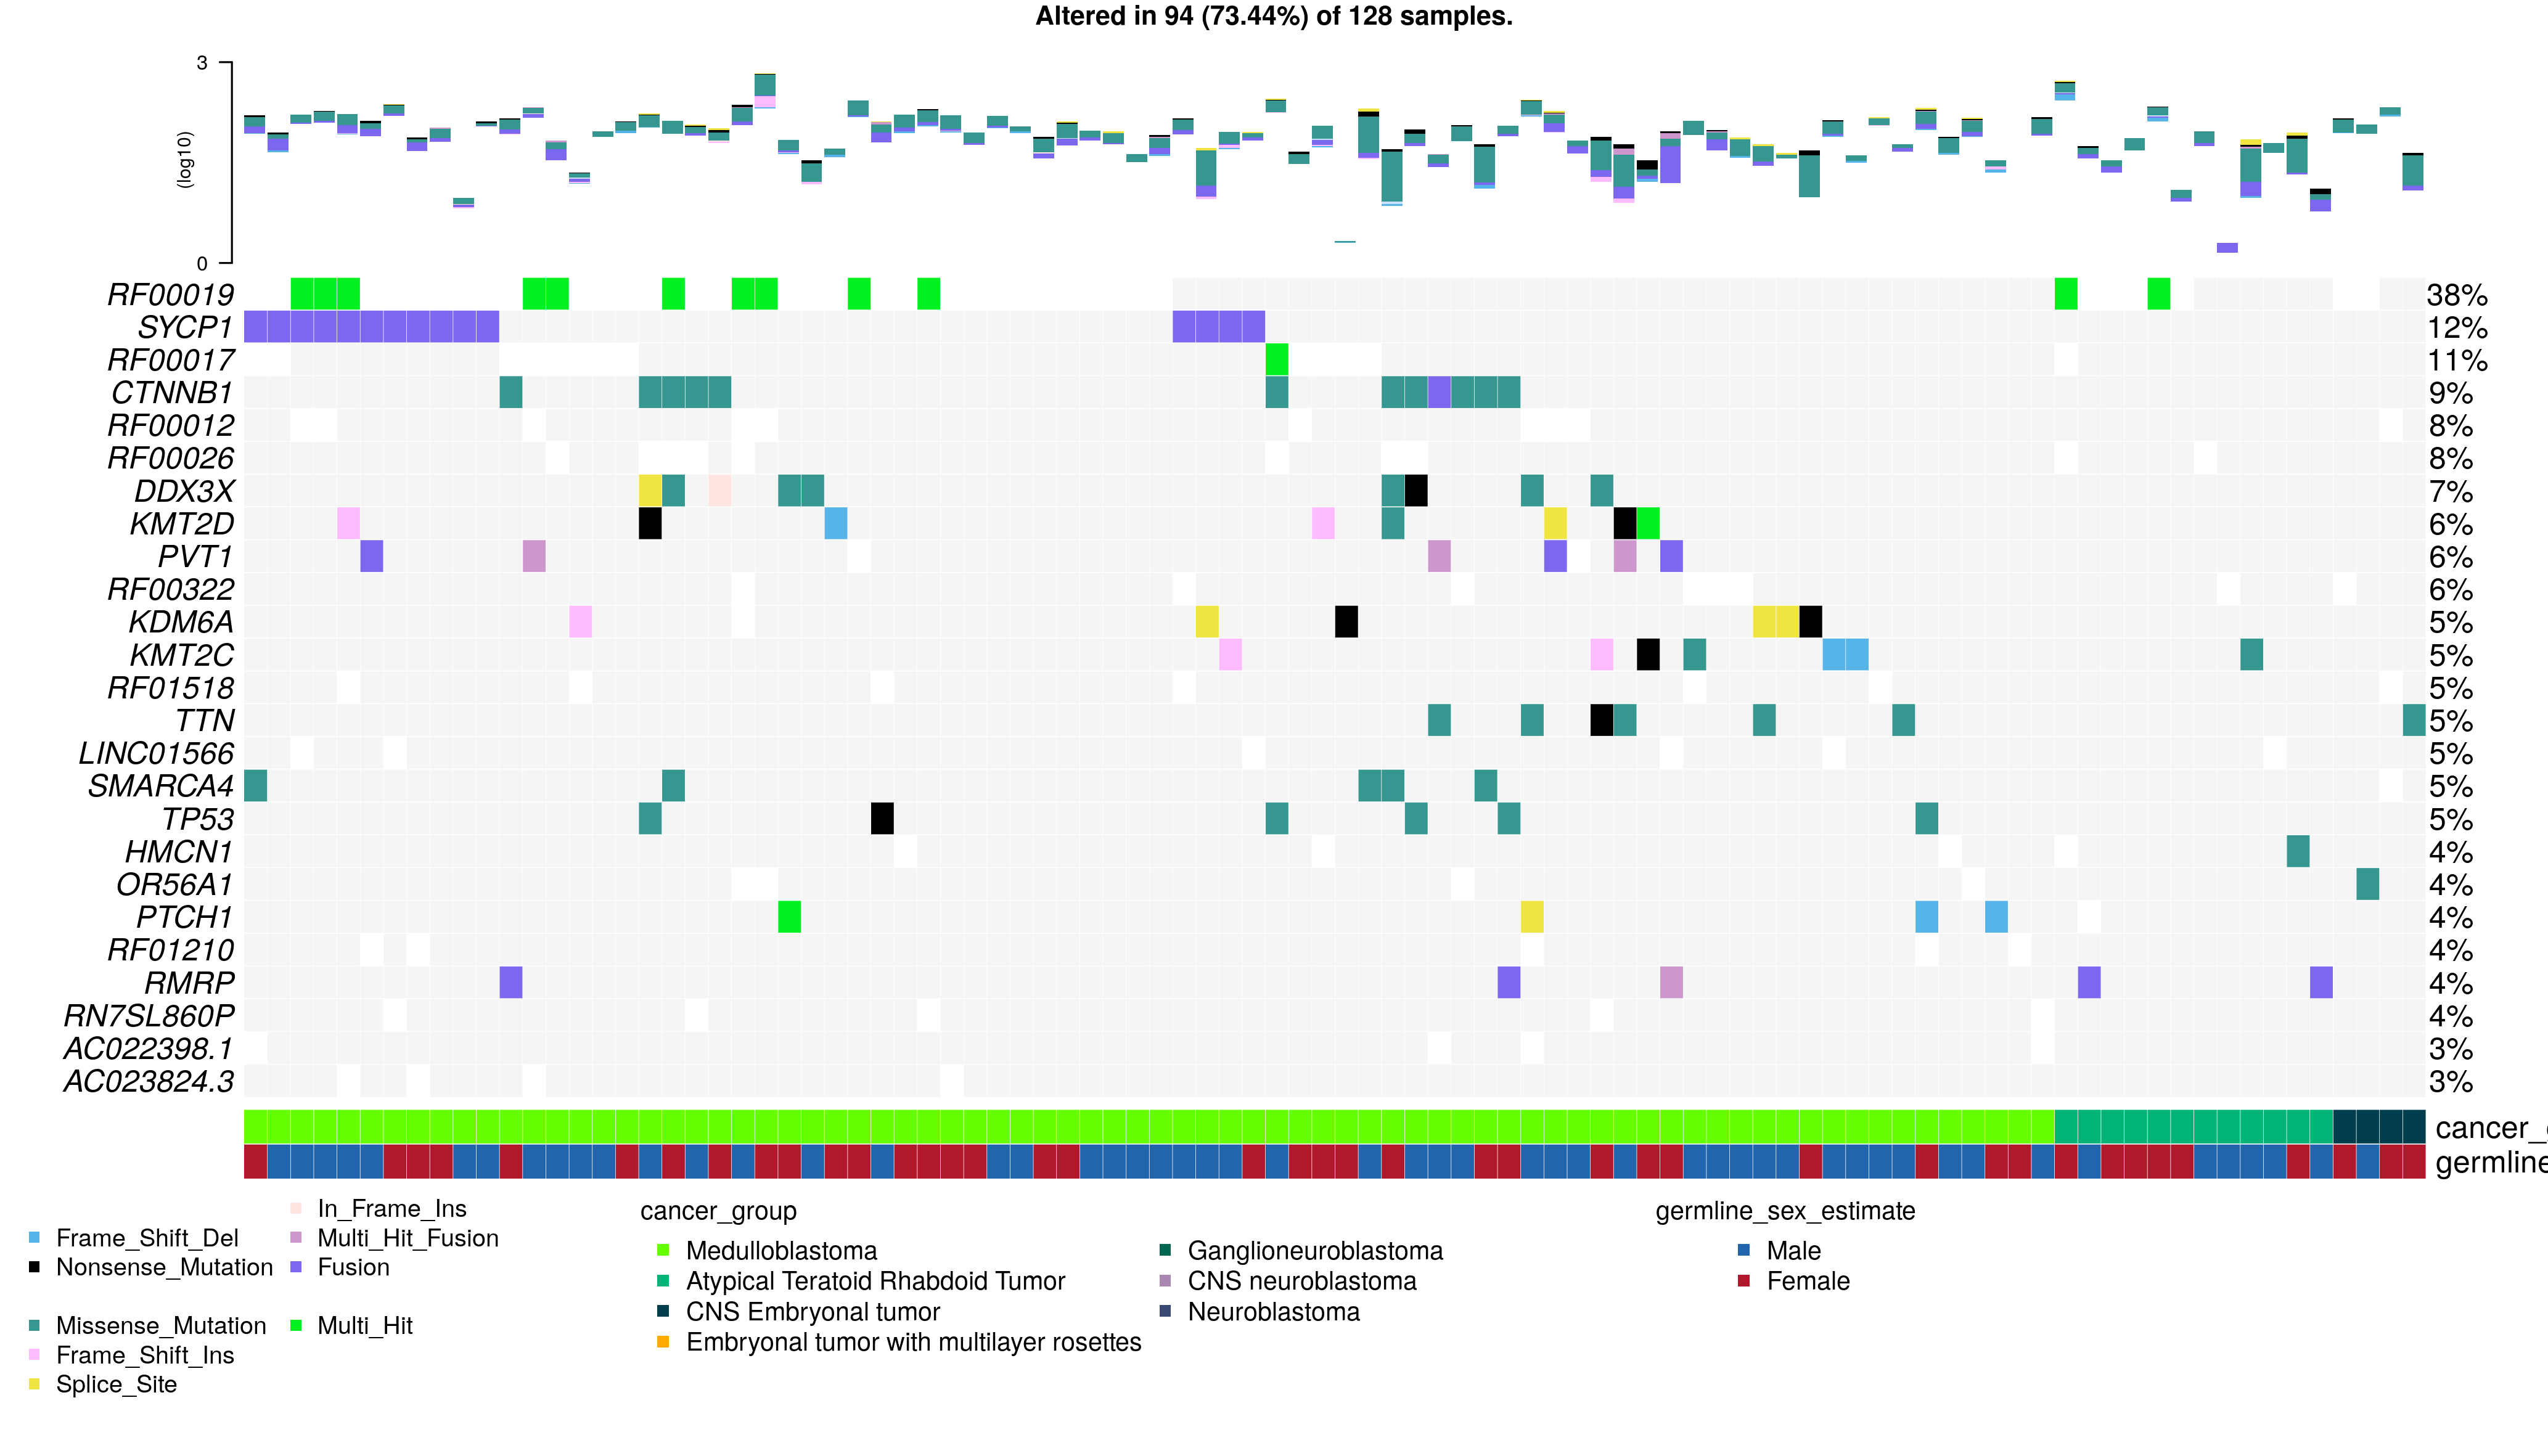 Altered in 94 (73.44%) of 128 samples.
3
(log10)
0
RF00019 38%
SYCP1 12%
RF00017 11%
CTNNB1 9%
RF00012 8%
RF00026 8%
DDX3X 7%
KMT2D 6%
PVT1 6%
RF00322 6%
KDM6A 5%
KMT2C 5%
RF01518 5%
TTN 5%
LINC01566 5%
SMARCA4 5%
TP53 5%
HMCN1 4%
OR56A1 4%
PTCH1 4%
RF01210 4%
RMRP 4%
RN7SL860P 4%
AC022398.1 3%
AC023824.3 3%
cancer_
germline
Frame_Shift_Del
Nonsense_Mutation
Missense_Mutation
Frame_Shift_Ins
Splice_Site
In_Frame_Ins
Multi_Hit_Fusion
Fusion
Multi_Hit
cancer_group
Medulloblastoma
Atypical Teratoid Rhabdoid Tumor
CNS Embryonal tumor
Embryonal tumor with multilayer rosettes
Ganglioneuroblastoma
CNS neuroblastoma
Neuroblastoma
germline_sex_estimate
Male
Female